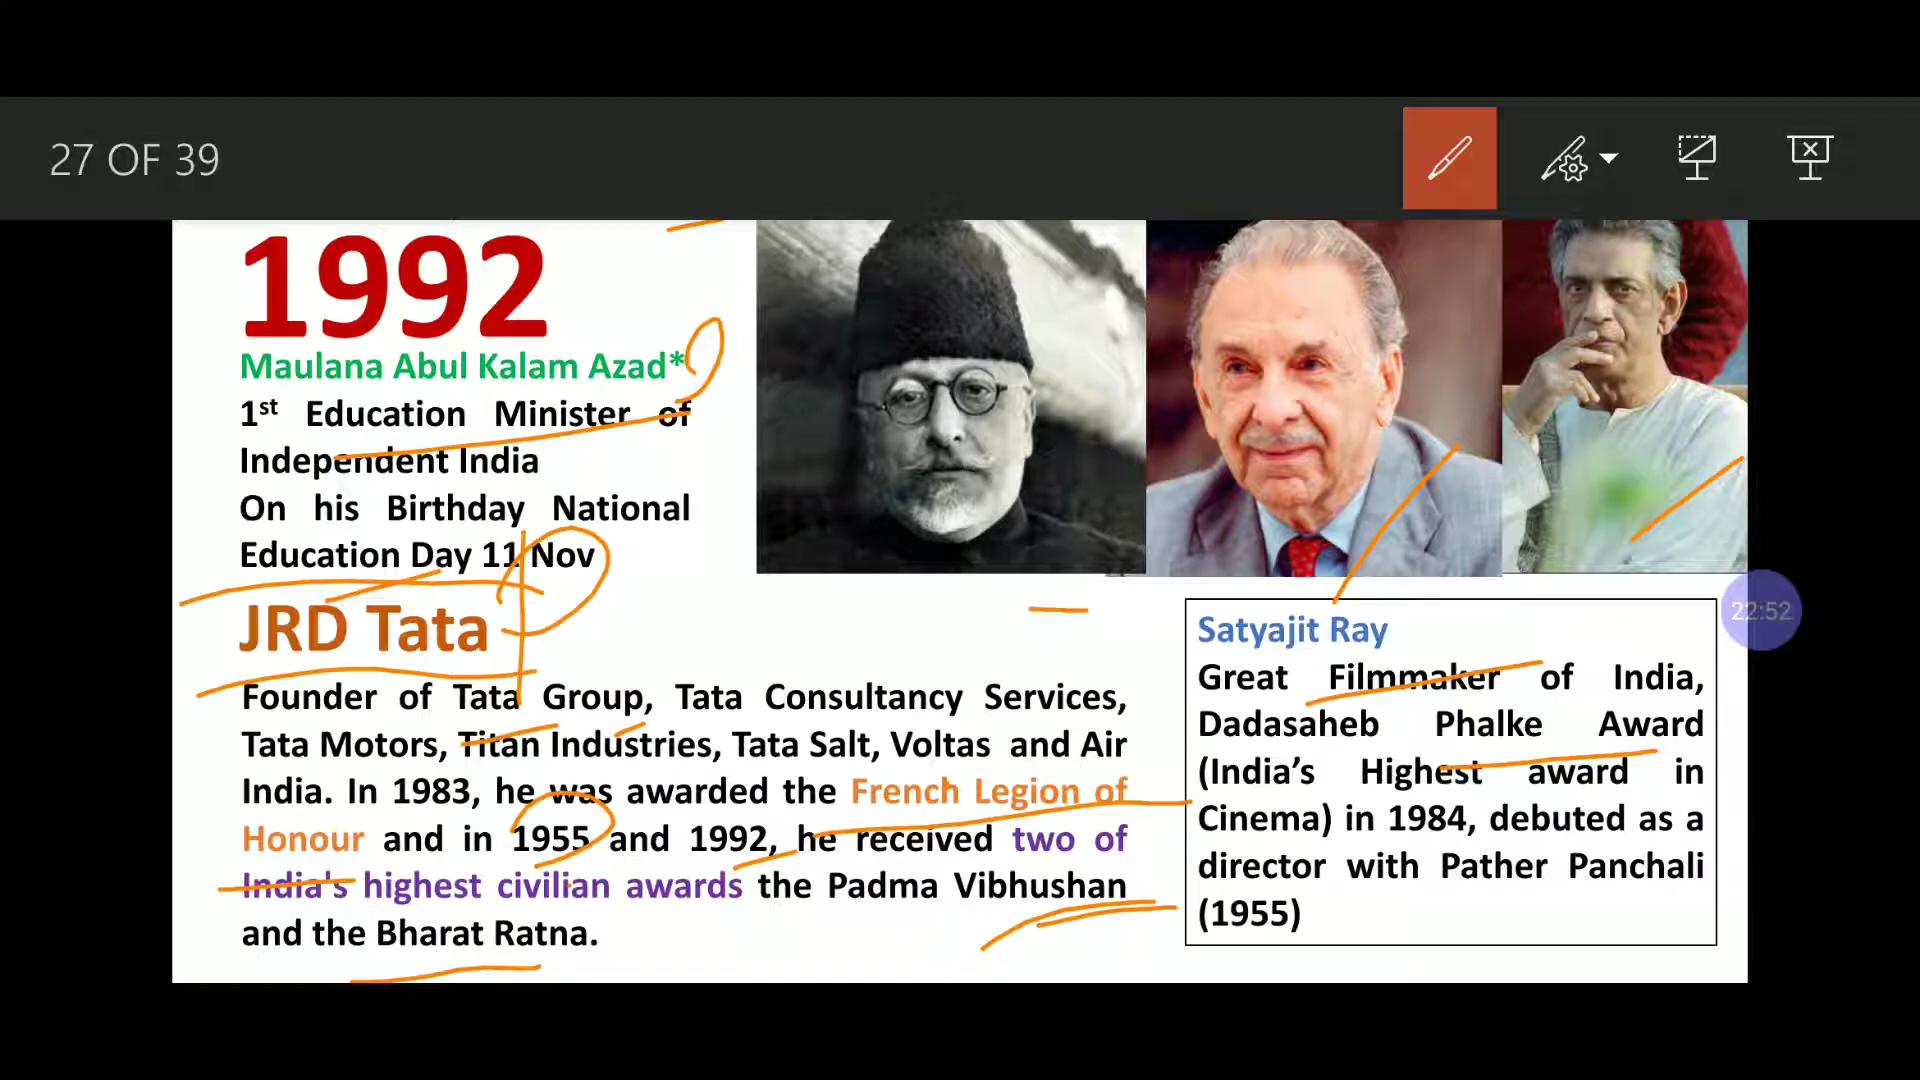 27 OF 39
1992
Maulana Abul Kalam Azad*
1st Education Minister of
Independent India
On his Birthday National
Education Day 11 Nov
JRD Tata
Founder of Tata Group, Tata Consultancy Services,
Tata Motors, Titan Industries, Tata Salt, Voltas and Air
India. In 1983, he was awarded the French Legion of
Honour and in 1955 and 1992, he received two of
India's highest civilian awards the Padma Vibhushan
and the Bharat Ratna.
Satyajit Ray
Great Filmmaker of India,
Dadasaheb Phalke Award
(India’s Highest award in
Cinema) in 1984, debuted as a
director with Pather Panchali
(1955)
22:52